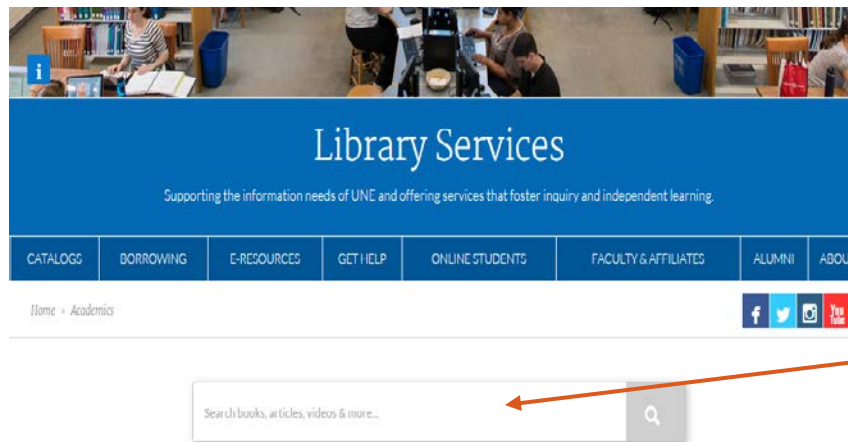 i
Library Services
Supporting the information needs of UNE and offering services that foster inquiry and independent learning.
CATALOGS BORROWING E-RESOURCES GET HELP ONLINE STUDENTS FACULTY & AFFILIATES ALUMNI ABOU
Home » Academics
f You Tube
Search books, articles, videos & more...